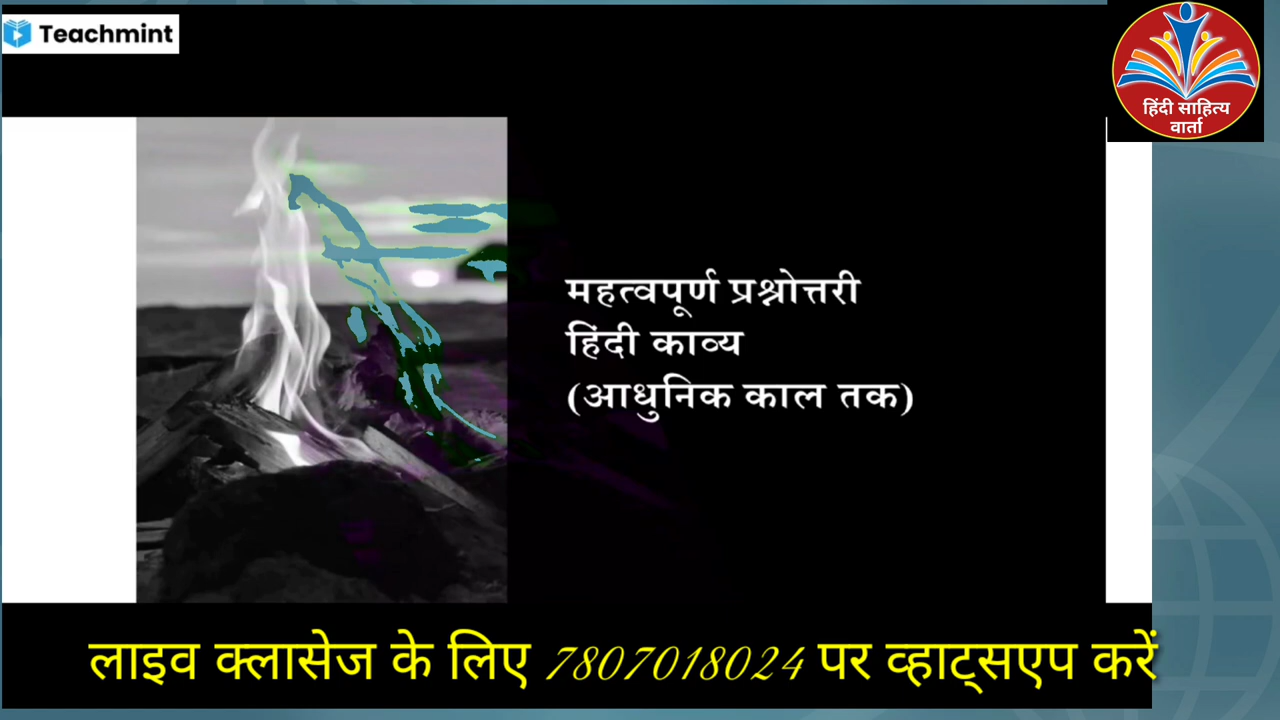 Teachmint
हिंदी साहित्य
वार्ता
महत्वपूर्ण प्रश्नोत्तरी
हिंदी काव्य
(आधुनिक काल तक)
लाइव क्लासेज के लिए 7807018024 पर व्हाट्सएप करें